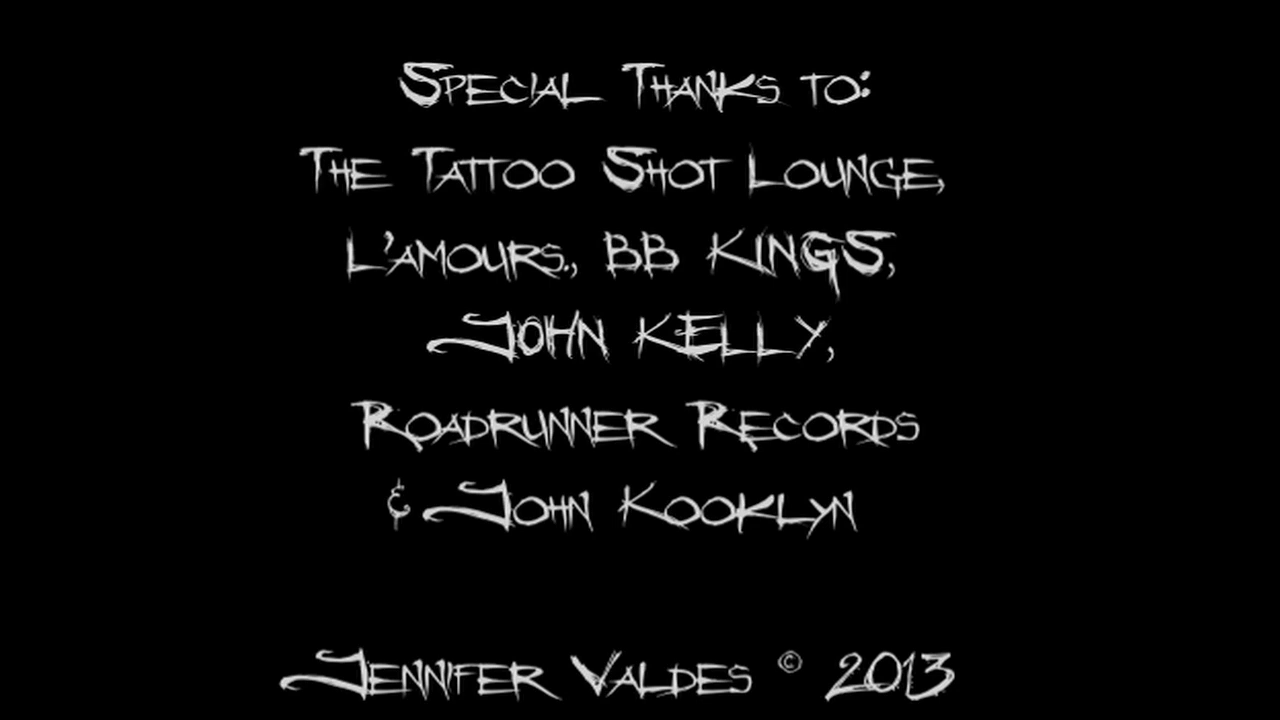 Special Thanks to:
The Tattoo Shot Lounge,
L'amours., BB KINGS,
JOHN KELLY,
Roadrunner Records
& John Kooklyn
Jennifer Valdes © 2013